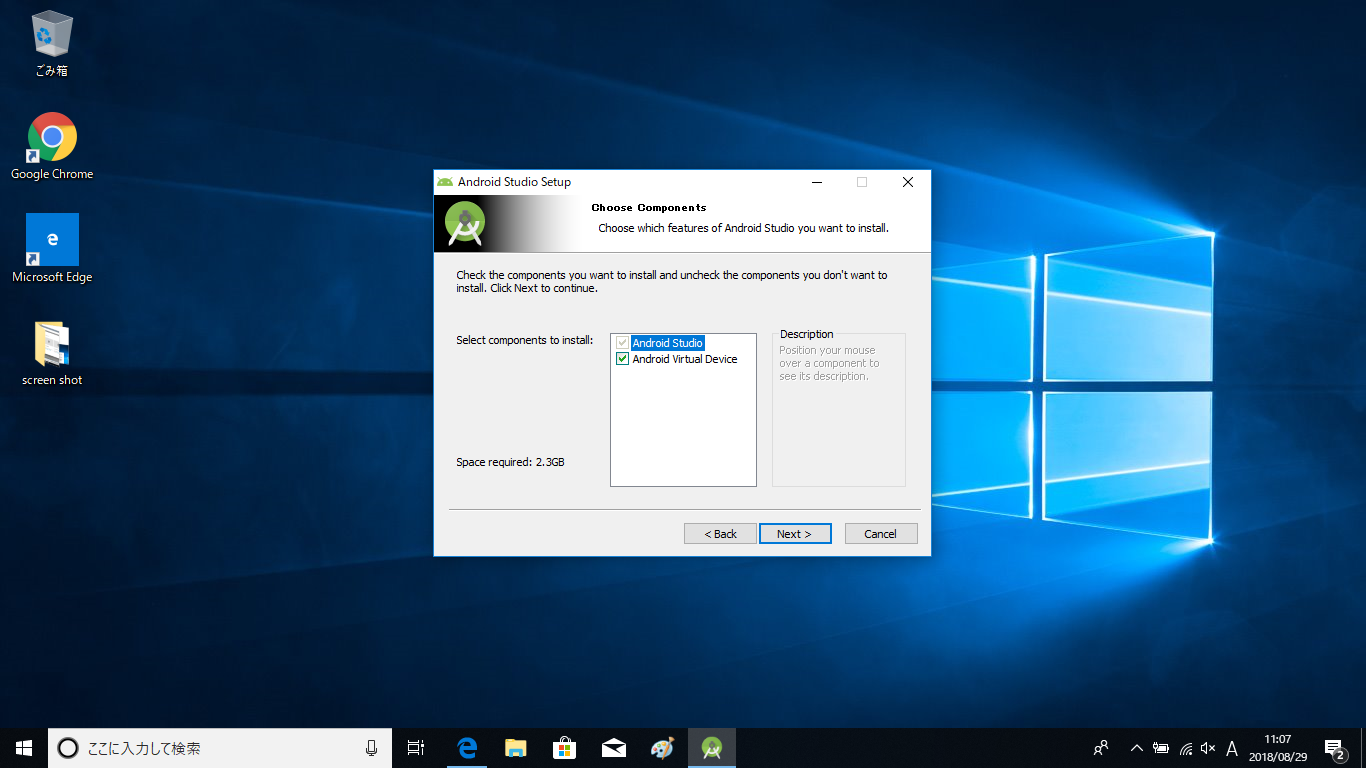 ごみ箱
Google Chrome
Microsoft Edge
screen shot
Android Studio Setup
Choose Components
Choose which features of Android Studio you want to install.
Check the components you want to install and uncheck the components you don't want to
install. Click Next to continue.
Select components to install:
Android Studio
Android Virtual Device
Description
Position your mouse
over a component to
see its description.
Space required: 2.3GB
< Back
Next >
Cancel
ここに入力して検索
A
11:07
2018/08/29
2